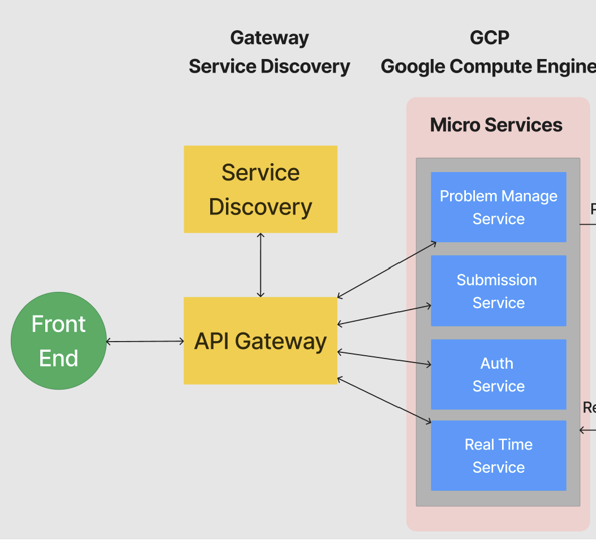 Gateway
Service Discovery
GCP
Google Compute Engine
Micro Services
Service
Discovery
Problem Manage
Service
Submission
Service
Front
End
API Gateway
Auth
Service
Real Time
Service